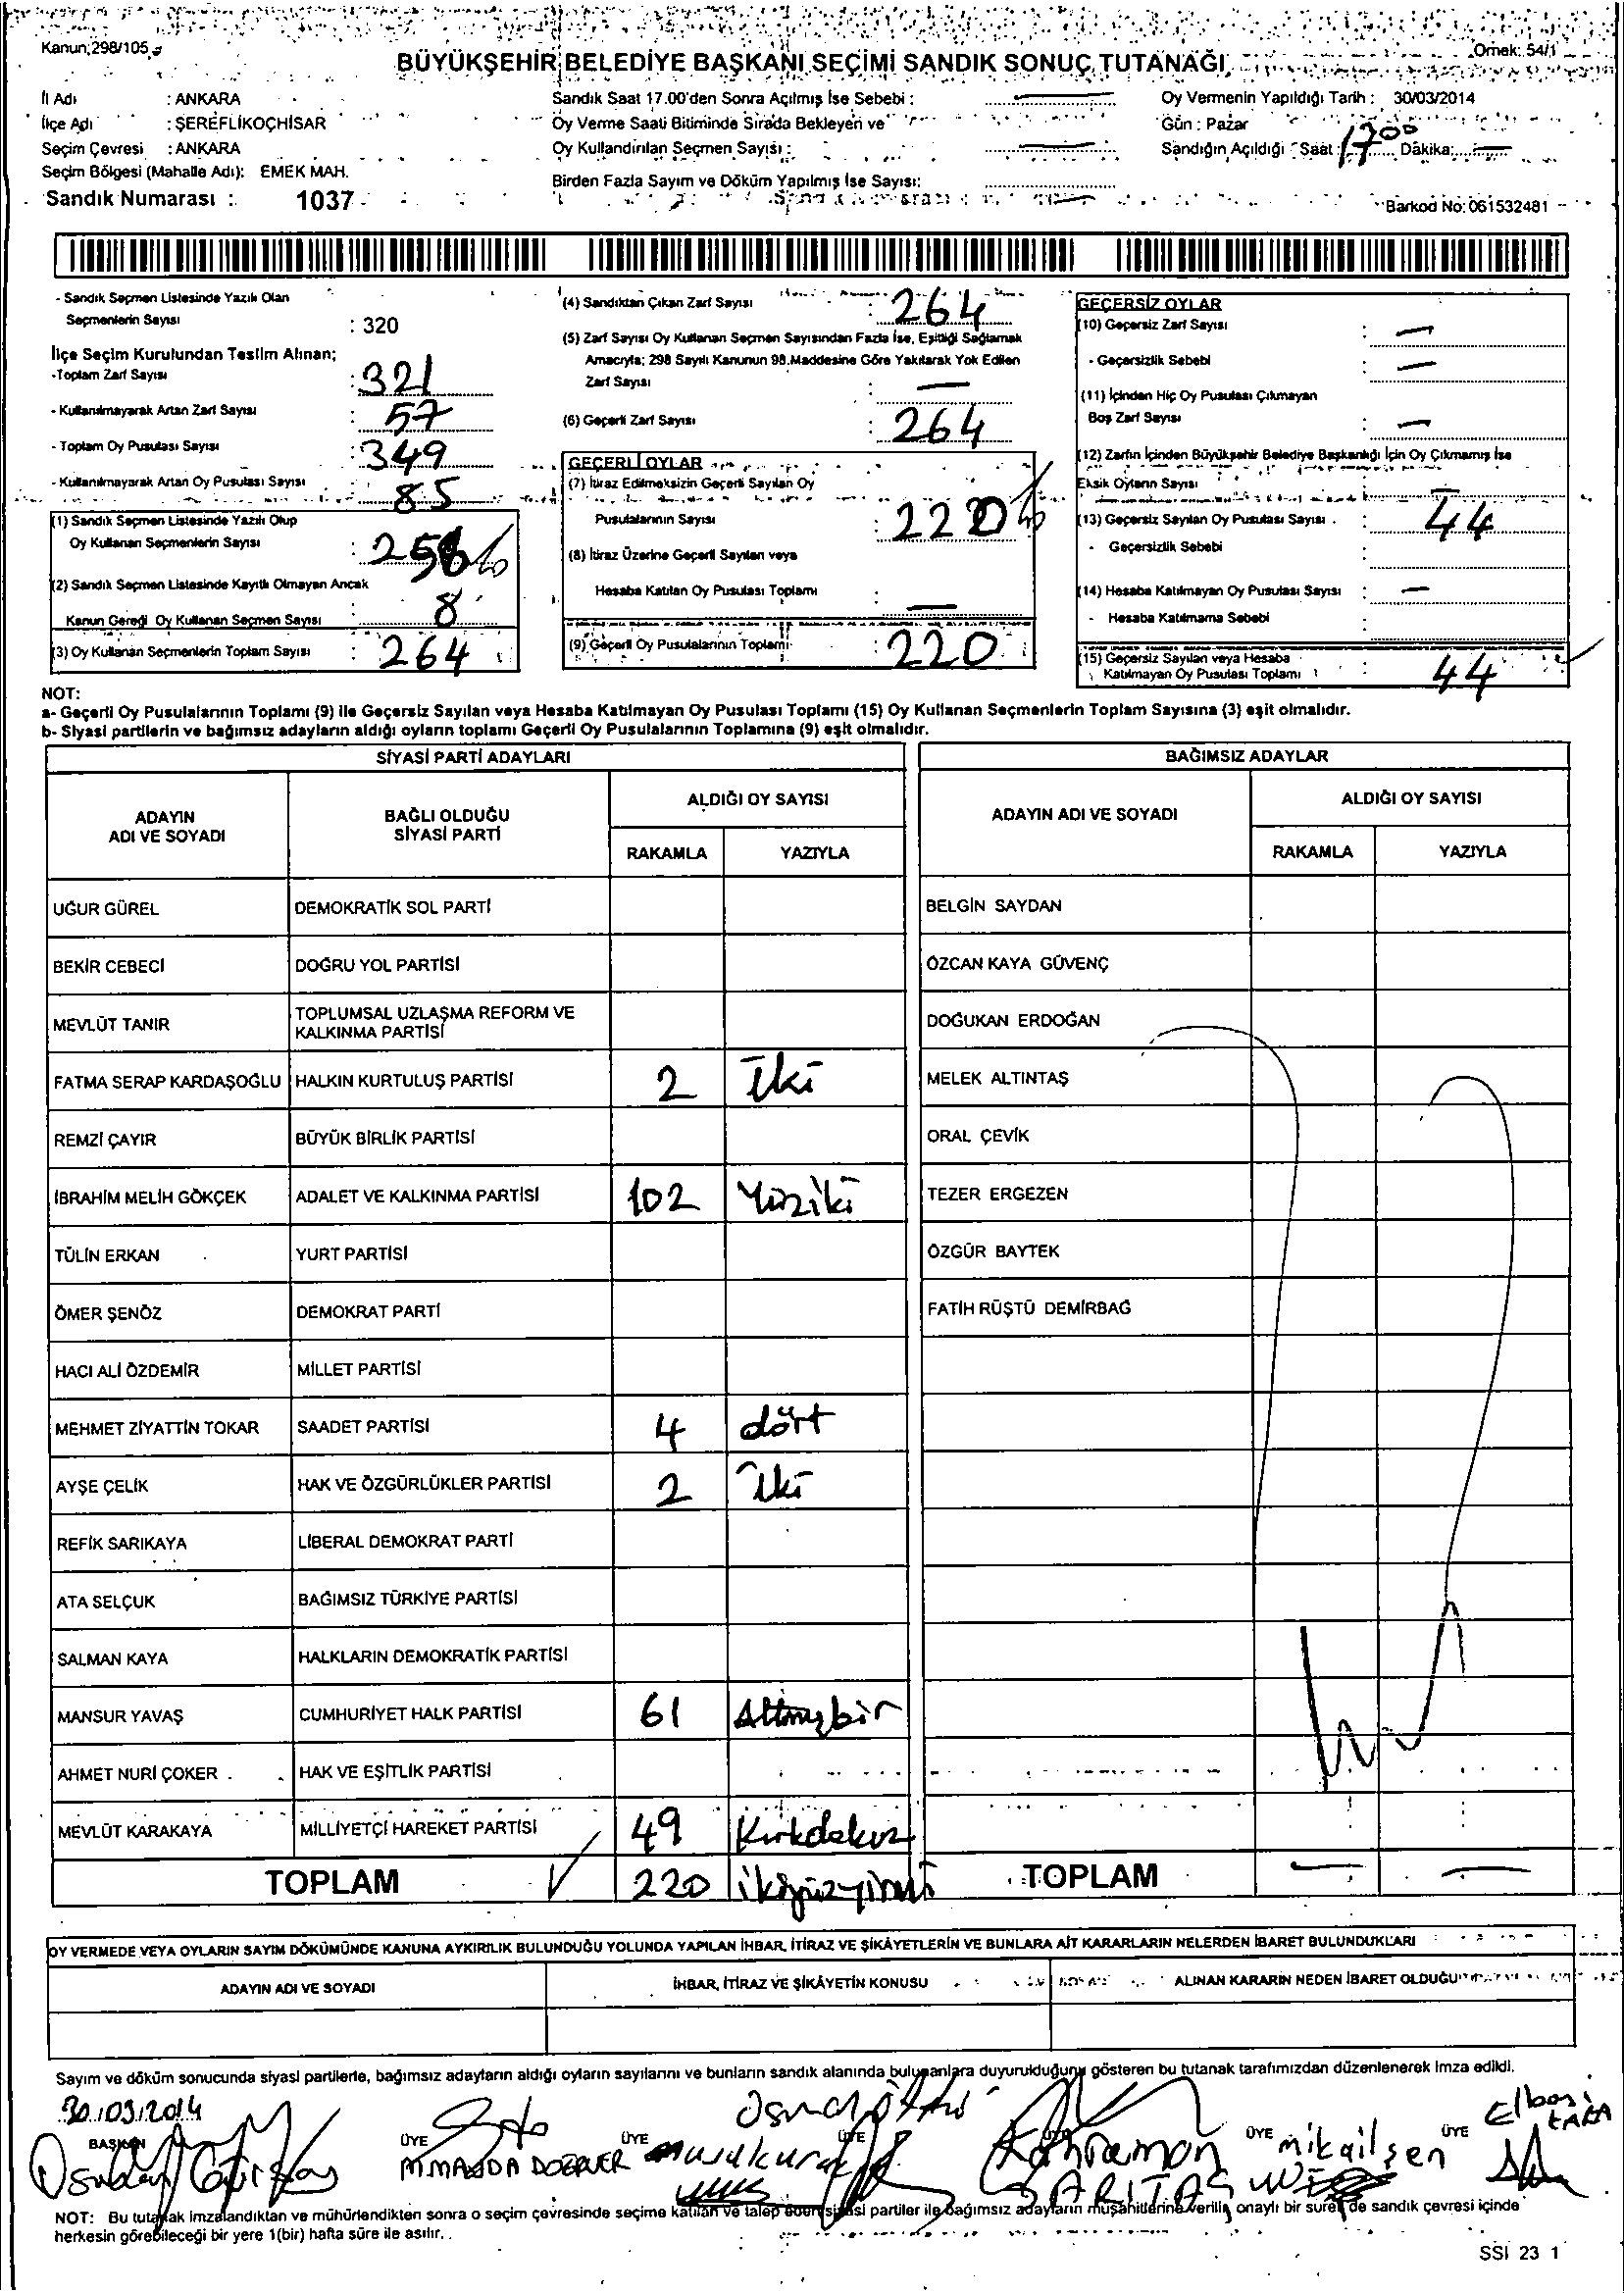 Kanun;298/105
Örnek: 54/1
BÜYÜKŞEHİR BELEDİYE BAŞKANI SEÇİMİ SANDIK SONUÇ TUTANAĞI
İl Adı : ANKARA
İlçe Adı : ŞEREFLİKOÇHİSAR
Seçim Çevresi : ANKARA
Seçim Bölgesi (Mahalle Adı): EMEK MAH.
Sandık Numarası : 1037
Sandık Saat 17.00'den Sonra Açılmış İse Sebebi :
Oy Verme Saati Bitiminde Sırada Bekleyen ve
Oy Kullandırılan Seçmen Sayısı :
Birden Fazla Sayım ve Döküm Yapılmış İse Sayısı:
Oy Vermenin Yapıldığı Tarih : 30/03/2014
Gün : Pazar
Sandığın Açıldığı Saat : 1700 Dakika:
Barkod No: 061532481
- Sandık Seçmen Listesinde Yazılı Olan
Seçmenlerin Sayısı : 320
İlçe Seçim Kurulundan Teslim Alınan;
-Toplam Zarf Sayısı : 321
- Kullanılmayarak Artan Zarf Sayısı : 57
- Toplam Oy Pusulası Sayısı : 349
- Kullanılmayarak Artan Oy Pusulası Sayısı : 85
(1) Sandık Seçmen Listesinde Yazılı Olup
Oy Kullanan Seçmenlerin Sayısı : 256
(2) Sandık Seçmen Listesinde Kayıtlı Olmayan Ancak
Kanun Gereği Oy Kullanan Seçmen Sayısı : 8
(3) Oy Kullanan Seçmenlerin Toplam Sayısı : 264
(4) Sandıktan Çıkan Zarf Sayısı : 264
(5) Zarf Sayısı Oy Kullanan Seçmen Sayısından Fazla İse, Eşitliği Sağlamak
Amacıyla; 298 Sayılı Kanunun 98.Maddesine Göre Yakılarak Yok Edilen
Zarf Sayısı : —
(6) Geçerli Zarf Sayısı : 264
GEÇERLİ OYLAR
(7) İtiraz Edilmeksizin Geçerli Sayılan Oy
Pusulalarının Sayısı : 220
(8) İtiraz Üzerine Geçerli Sayılan veya
Hesaba Katılan Oy Pusulası Toplamı : —
(9) Geçerli Oy Pusulalarının Toplamı : 220
GEÇERSİZ OYLAR
(10) Geçersiz Zarf Sayısı : —
- Geçersizlik Sebebi : —
(11) İçinden Hiç Oy Pusulası Çıkmayan
Boş Zarf Sayısı : —
(12) Zarfın İçinden Büyükşehir Belediye Başkanlığı İçin Oy Çıkmamış İse
Eksik Oyların Sayısı : —
(13) Geçersiz Sayılan Oy Pusulası Sayısı : 44
- Geçersizlik Sebebi :
(14) Hesaba Katılmayan Oy Pusulası Sayısı : —
- Hesaba Katılmama Sebebi :
(15) Geçersiz Sayılan veya Hesaba
Katılmayan Oy Pusulası Toplamı : 44
NOT:
a- Geçerli Oy Pusulalarının Toplamı (9) ile Geçersiz Sayılan veya Hesaba Katılmayan Oy Pusulası Toplamı (15) Oy Kullanan Seçmenlerin Toplam Sayısına (3) eşit olmalıdır.
b- Siyasi partilerin ve bağımsız adayların aldığı oyların toplamı Geçerli Oy Pusulalarının Toplamına (9) eşit olmalıdır.
SİYASİ PARTİ ADAYLARI
ADAYIN ADI VE SOYADI
BAĞLI OLDUĞU SİYASİ PARTİ
ALDIĞI OY SAYISI
RAKAMLA YAZIYLA
UĞUR GÜREL DEMOKRATİK SOL PARTİ
BEKİR CEBECİ DOĞRU YOL PARTİSİ
MEVLÜT TANIR TOPLUMSAL UZLAŞMA REFORM VE KALKINMA PARTİSİ
FATMA SERAP KARDAŞOĞLU HALKIN KURTULUŞ PARTİSİ 2 iki
REMZİ ÇAYIR BÜYÜK BİRLİK PARTİSİ
İBRAHİM MELİH GÖKÇEK ADALET VE KALKINMA PARTİSİ 102 Yüziki
TÜLİN ERKAN YURT PARTİSİ
ÖMER ŞENÖZ DEMOKRAT PARTİ
HACI ALİ ÖZDEMİR MİLLET PARTİSİ
MEHMET ZİYATTİN TOKAR SAADET PARTİSİ 4 dört
AYŞE ÇELİK HAK VE ÖZGÜRLÜKLER PARTİSİ 2 iki
REFİK SARIKAYA LİBERAL DEMOKRAT PARTİ
ATA SELÇUK BAĞIMSIZ TÜRKİYE PARTİSİ
SALMAN KAYA HALKLARIN DEMOKRATİK PARTİSİ
MANSUR YAVAŞ CUMHURİYET HALK PARTİSİ 61 Altmışbir
AHMET NURİ ÇOKER HAK VE EŞİTLİK PARTİSİ
MEVLÜT KARAKAYA MİLLİYETÇİ HAREKET PARTİSİ 49 Kırkdokuz
TOPLAM 220 ikiyüzyirmi
BAĞIMSIZ ADAYLAR
ADAYIN ADI VE SOYADI
ALDIĞI OY SAYISI
RAKAMLA YAZIYLA
BELGİN SAYDAN
ÖZCAN KAYA GÜVENÇ
DOĞUKAN ERDOĞAN
MELEK ALTINTAŞ
ORAL ÇEVİK
TEZER ERGEZEN
ÖZGÜR BAYTEK
FATİH RÜŞTÜ DEMİRBAĞ
TOPLAM — —
OY VERMEDE VEYA OYLARIN SAYIM DÖKÜMÜNDE KANUNA AYKIRILIK BULUNDUĞU YOLUNDA YAPILAN İHBAR, İTİRAZ VE ŞİKÂYETLERİN VE BUNLARA AİT KARARLARIN NELERDEN İBARET BULUNDUKLARI
ADAYIN ADI VE SOYADI
İHBAR, İTİRAZ VE ŞİKÂYETİN KONUSU
ALINAN KARARIN NEDEN İBARET OLDUĞU
Sayım ve döküm sonucunda siyasi partilerle, bağımsız adayların aldığı oyların sayılarını ve bunların sandık alanında bulunanlara duyurulduğunu gösteren bu tutanak tarafımızdan düzenlenerek imza edildi.
30.03.2014
BAŞKAN ÜYE ÜYE ÜYE ÜYE ÜYE
Kahraman
SARITAŞ
mikail şen
NOT: Bu tutanak imzalandıktan ve mühürlendikten sonra o seçim çevresinde seçime katılan ve talep eden siyasi partiler ile bağımsız adayların müşahitlerine verilir, onaylı bir sureti de sandık çevresi içinde
herkesin görebileceği bir yere 1(bir) hafta süre ile asılır.
SSİ 23 1